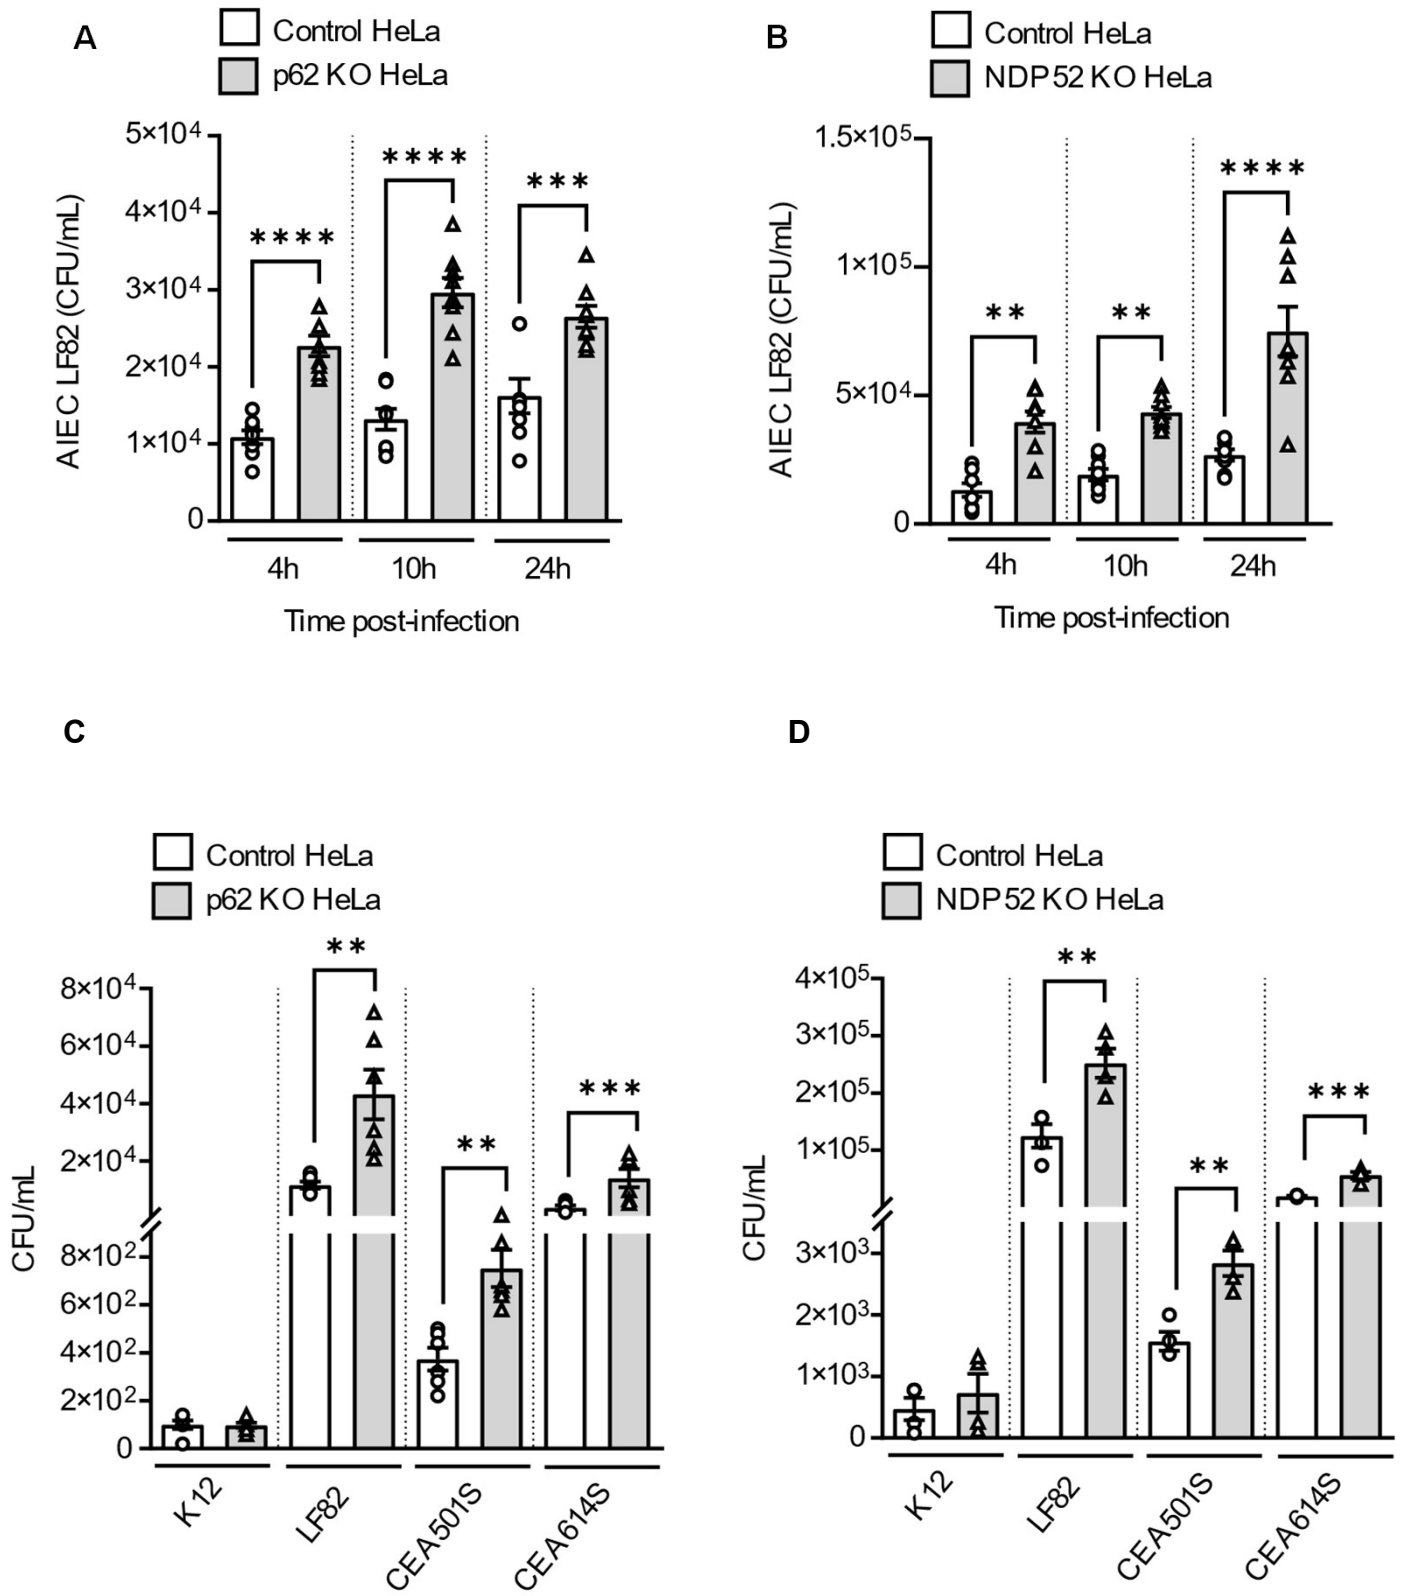 A
Control HeLa
p62 KO HeLa
AIEC LF82 (CFU/mL)
5×10⁴
4×10⁴
3×10⁴
2×10⁴
1×10⁴
0
****
****
***
4h
10h
24h
Time post-infection
B
Control HeLa
NDP52 KO HeLa
AIEC LF82 (CFU/mL)
1.5×10⁵
1×10⁵
5×10⁴
0
**
**
****
4h
10h
24h
Time post-infection
C
Control HeLa
p62 KO HeLa
CFU/mL
8×10⁴
6×10⁴
4×10⁴
2×10⁴
8×10²
6×10²
4×10²
2×10²
0
**
**
***
K12
LF82
CEA501S
CEA614S
D
Control HeLa
NDP52 KO HeLa
CFU/mL
4×10⁵
3×10⁵
2×10⁵
1×10⁵
3×10³
2×10³
1×10³
0
**
**
***
K12
LF82
CEA501S
CEA614S